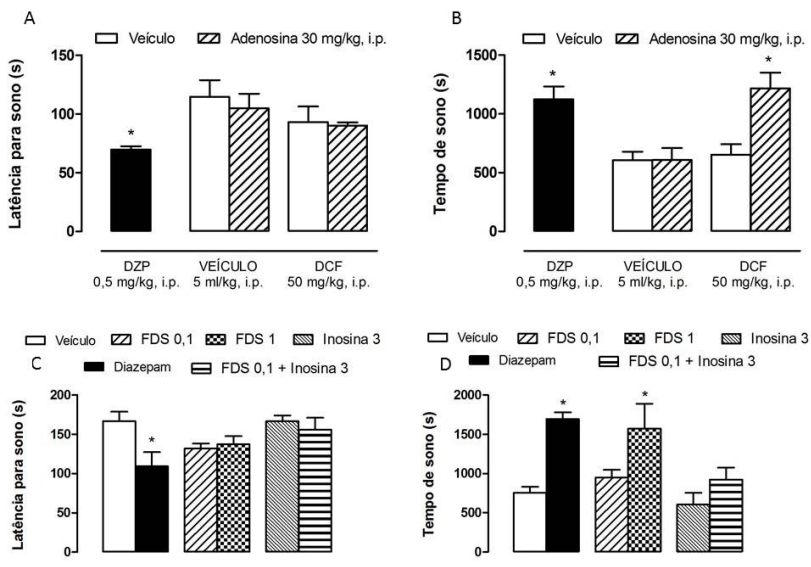 A
Veículo Adenosina 30 mg/kg, i.p.
Latência para sono (s)
150
100
50
0
*
DZP VEÍCULO DCF
0,5 mg/kg, i.p. 5 ml/kg, i.p. 50 mg/kg, i.p.
B
Veículo Adenosina 30 mg/kg, i.p.
Tempo de sono (s)
1500
1000
500
0
* *
DZP VEÍCULO DCF
0,5 mg/kg, i.p. 5 ml/kg, i.p. 50 mg/kg, i.p.
Veículo FDS 0,1 FDS 1 Inosina 3
C Diazepam FDS 0,1 + Inosina 3
Latência para sono (s)
200
150
100
50
0
*
Veículo FDS 0,1 FDS 1 Inosina 3
D Diazepam FDS 0,1 + Inosina 3
Tempo de sono (s)
2000
1500
1000
500
0
* *